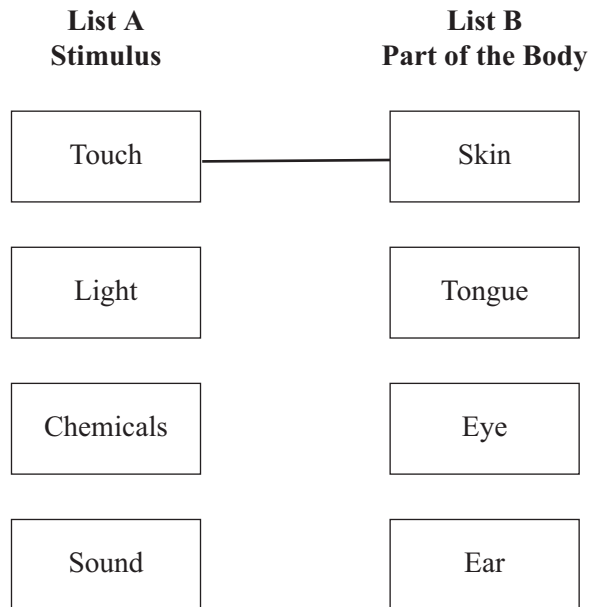 List A
Stimulus
List B
Part of the Body
Touch
Skin
Light
Tongue
Chemicals
Eye
Sound
Ear